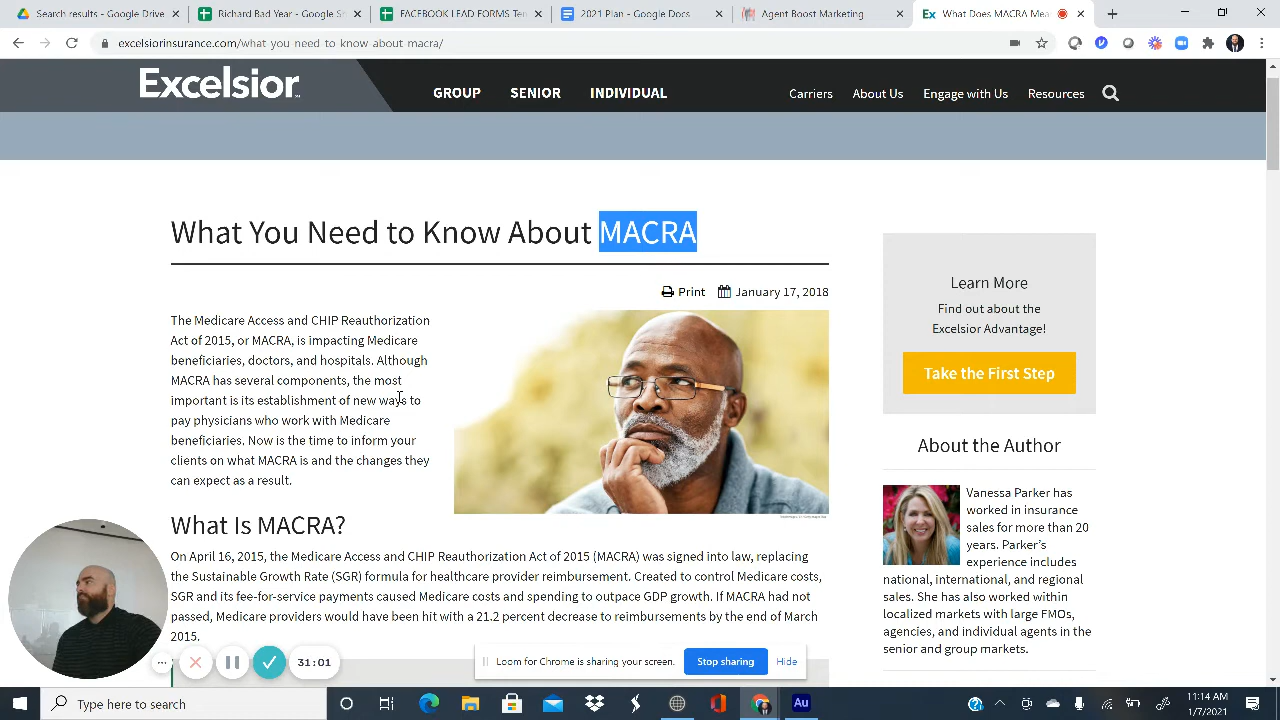 Search results - Google Drive
Richard Bad Year - Google Se
FACEBOOK LEAD FORMS Ten
2021 Plan - Google Docs
Agent Boost Marketing
What Does MACRA Mea
excelsiorinsurance.com/what-you-need-to-know-about-macra/
Excelsior
GROUP
SENIOR
INDIVIDUAL
Carriers
About Us
Engage with Us
Resources
What You Need to Know About MACRA
Print
January 17, 2018
The Medicare Access and CHIP Reauthorization
Act of 2015, or MACRA, is impacting Medicare
beneficiaries, doctors, and hospitals. Although
MACRA has several components, the most
important is its establishment of new ways to
pay physicians who work with Medicare
beneficiaries. Now is the time to inform your
clients on what MACRA is and the changes they
can expect as a result.
Learn More
Find out about the
Excelsior Advantage!
Take the First Step
About the Author
Vanessa Parker has
worked in insurance
sales for more than 20
years. Parker's
experience includes
national, international, and regional
sales. She has also worked within
localized markets with large FMOs,
agencies, and individual agents in the
senior and group markets.
What Is MACRA?
On April 16, 2015, the Medicare Access and CHIP Reauthorization Act of 2015 (MACRA) was signed into law, replacing
the Sustainable Growth Rate (SGR) formula for healthcare provider reimbursement. Created to control Medicare costs,
SGR and its fee-for-service payments caused Medicare costs and spending to outpace GDP growth. If MACRA had not
passed, Medicare providers would have been hit with a 21.2 percent decrease to reimbursements by the end of March
2015.
31:01
Loom for Chrome is sharing your screen.
Stop sharing
Hide
Type here to search
Au
11:14 AM
1/7/2021